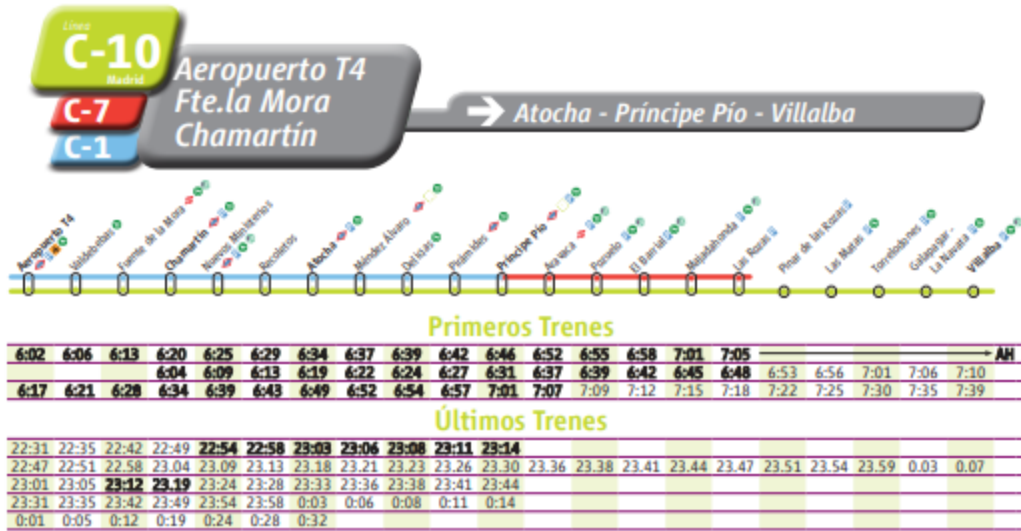 Línea
C-10
Madrid
C-7
C-1
Aeropuerto T4
Fte.la Mora
Chamartín
Atocha - Príncipe Pío - Villalba
Aeropuerto T4
Valdebebas
Fuente de la Mora
Chamartín
Nuevos Ministerios
Recoletos
Atocha
Méndez Álvaro
Delicias
Pirámides
Príncipe Pío
Aravaca
Pozuelo
El Barrial
Majadahonda
Las Rozas
Pinar de las Rozas
Las Matas
Torrelodones
Galapagar,
La Navata
Villalba
Primeros Trenes
6:02 6:06 6:13 6:20 6:25 6:29 6:34 6:37 6:39 6:42 6:46 6:52 6:55 6:58 7:01 7:05 AH
6:04 6:09 6:13 6:19 6:22 6:24 6:27 6:31 6:37 6:39 6:42 6:45 6:48 6:53 6:56 7:01 7:06 7:10
6:17 6:21 6:28 6:34 6:39 6:43 6:49 6:52 6:54 6:57 7:01 7:07 7:09 7:12 7:15 7:18 7:22 7:25 7:30 7:35 7:39
Últimos Trenes
22:31 22:35 22:42 22:49 22:54 22:58 23:03 23:06 23:08 23:11 23:14
22:47 22:51 22.58 23.04 23.09 23.13 23.18 23.21 23.23 23.26 23.30 23.36 23.38 23.41 23.44 23.47 23.51 23.54 23.59 0.03 0.07
23:01 23:05 23:12 23.19 23:24 23:28 23:33 23:36 23:38 23:41 23:44
23:31 23:35 23:42 23:49 23:54 23:58 0:03 0:06 0:08 0:11 0:14
0:01 0:05 0:12 0:19 0:24 0:28 0:32